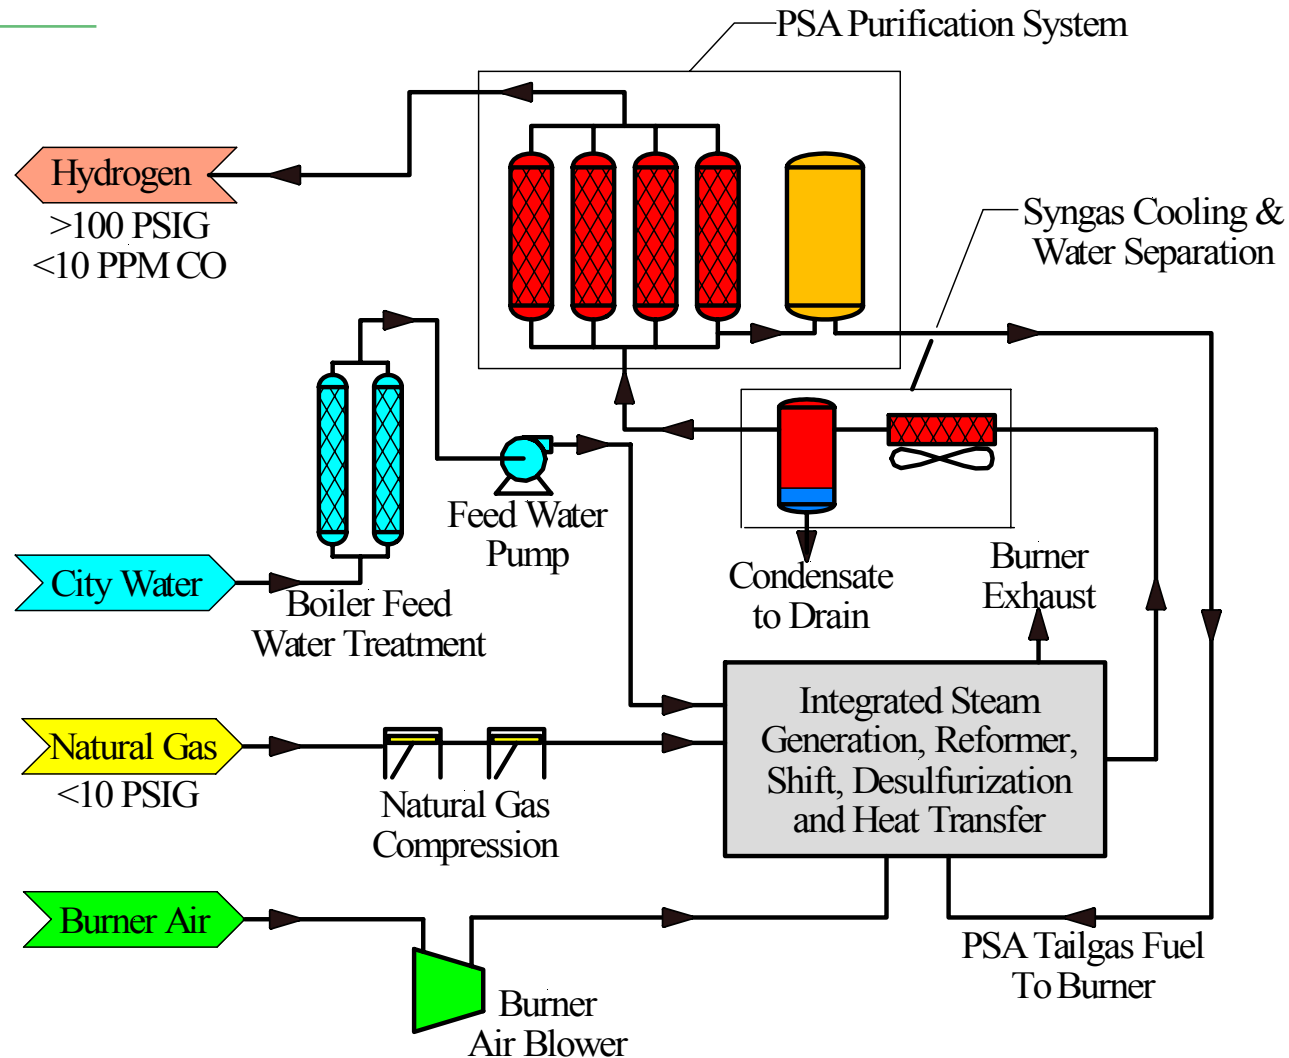 PSA Purification System
Hydrogen
>100 PSIG
<10 PPM CO
Syngas Cooling &
Water Separation
Feed Water
Pump
City Water
Boiler Feed
Water Treatment
Condensate
to Drain
Burner
Exhaust
Natural Gas
<10 PSIG
Natural Gas
Compression
Integrated Steam
Generation, Reformer,
Shift, Desulfurization
and Heat Transfer
Burner Air
Burner
Air Blower
PSA Tailgas Fuel
To Burner